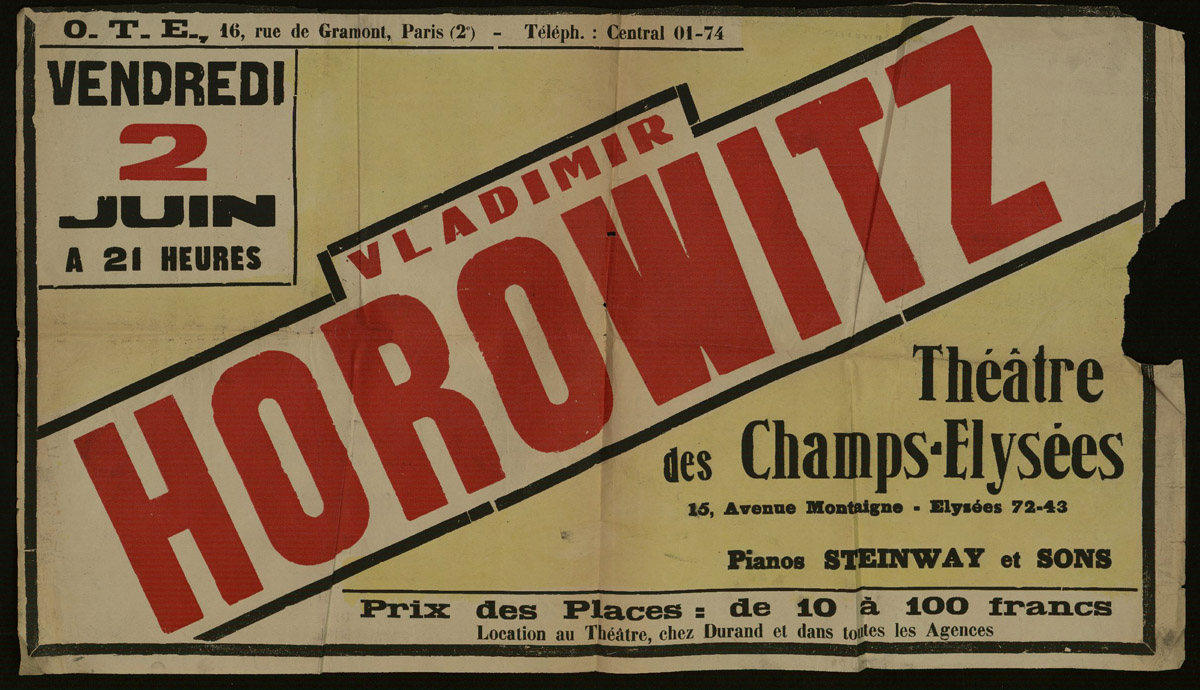 O. T. E., 16, rue de Gramont, Paris (2e) - Téléph. : Central 01-74
VENDREDI
2
JUIN
A 21 HEURES
VLADIMIR
HOROWITZ
Théâtre
des Champs-Elysées
15, Avenue Montaigne - Elysées 72-43
Pianos STEINWAY et SONS
Prix des Places : de 10 à 100 francs
Location au Théâtre, chez Durand et dans toutes les Agences